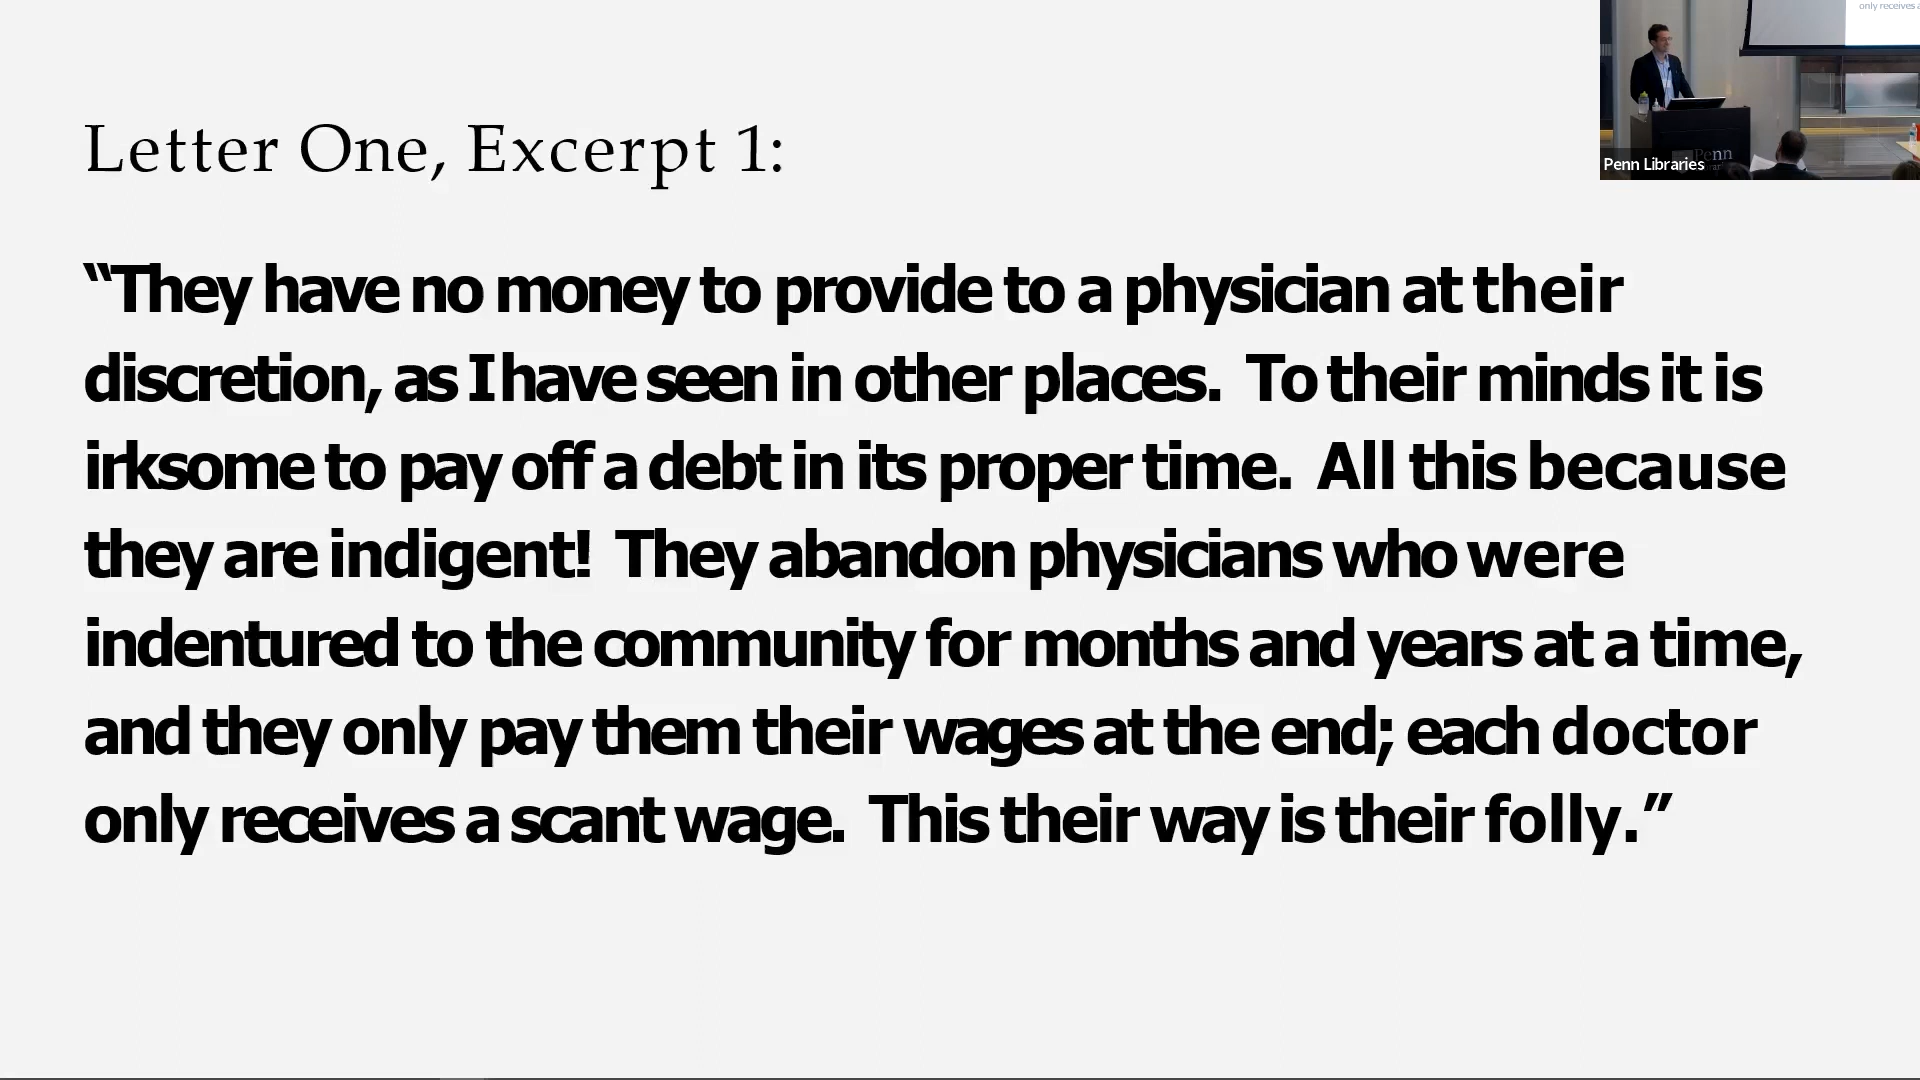 only receives a
Letter One, Excerpt 1:
Penn
Penn Libraries
“They have no money to provide to a physician at their
discretion, as I have seen in other places.  To their minds it is
irksome to pay off a debt in its proper time.  All this because
they are indigent!  They abandon physicians who were
indentured to the community for months and years at a time,
and they only pay them their wages at the end; each doctor
only receives a scant wage.  This their way is their folly.”